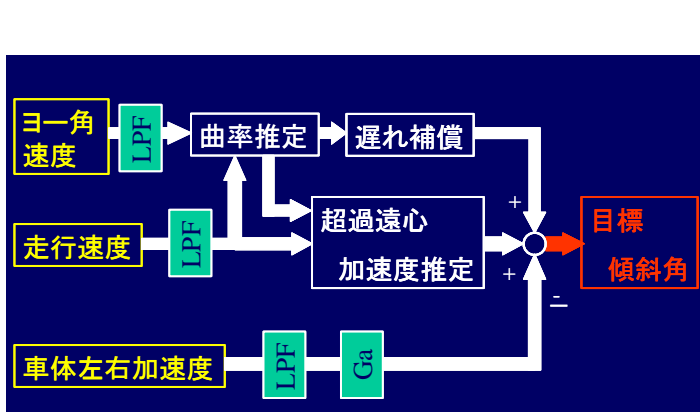 ヨー角
速度
LPF
曲率推定
遅れ補償
走行速度
LPF
超過遠心
加速度推定
+
+
−
目標
傾斜角
車体左右加速度
LPF
Ga